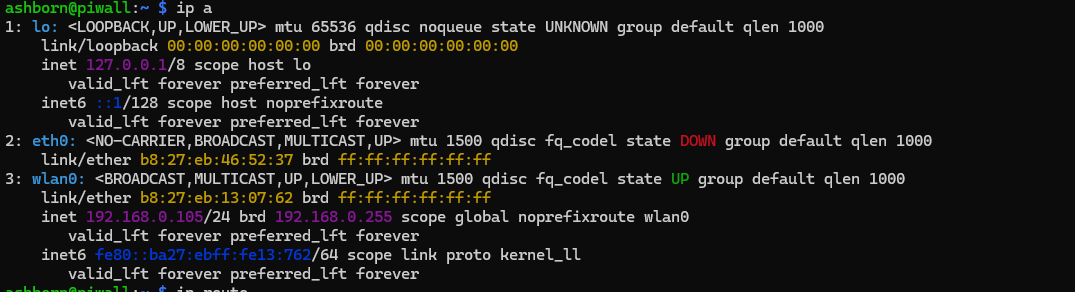 ashborn@piwall:~ $ ip a
1: lo: <LOOPBACK,UP,LOWER_UP> mtu 65536 qdisc noqueue state UNKNOWN group default qlen 1000
    link/loopback 00:00:00:00:00:00 brd 00:00:00:00:00:00
    inet 127.0.0.1/8 scope host lo
       valid_lft forever preferred_lft forever
    inet6 ::1/128 scope host noprefixroute
       valid_lft forever preferred_lft forever
2: eth0: <NO-CARRIER,BROADCAST,MULTICAST,UP> mtu 1500 qdisc fq_codel state DOWN group default qlen 1000
    link/ether b8:27:eb:46:52:37 brd ff:ff:ff:ff:ff:ff
3: wlan0: <BROADCAST,MULTICAST,UP,LOWER_UP> mtu 1500 qdisc fq_codel state UP group default qlen 1000
    link/ether b8:27:eb:13:07:62 brd ff:ff:ff:ff:ff:ff
    inet 192.168.0.105/24 brd 192.168.0.255 scope global noprefixroute wlan0
       valid_lft forever preferred_lft forever
    inet6 fe80::ba27:ebff:fe13:762/64 scope link proto kernel_ll
       valid_lft forever preferred_lft forever
ashborn@piwall:~ $ ip route